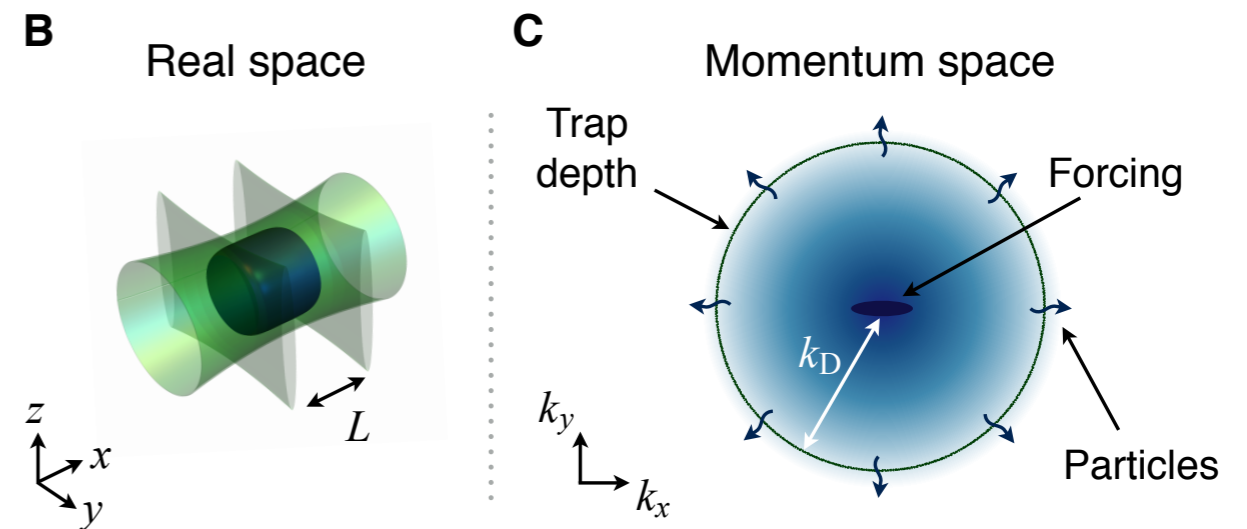 B
Real space
L
z
x
y
C
Momentum space
Trap
depth
Forcing
k_D
k_y
k_x
Particles